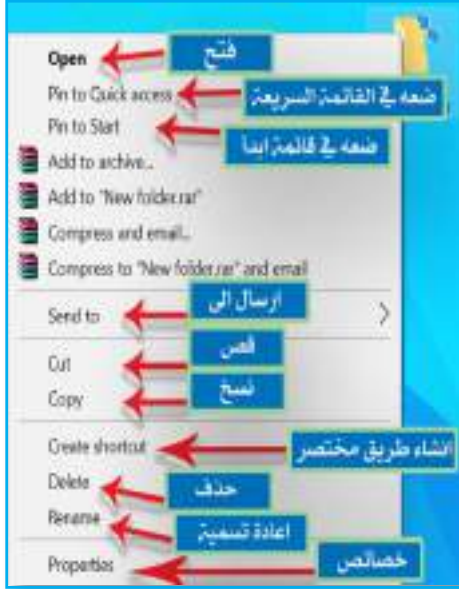 Open فتح
Pin to Quick access ضعه في القائمة السريعة
Pin to Start ضعه في قائمة ابدا
Add to archive...
Add to "New folder.rar"
Compress and email...
Compress to "New folder.rar" and email
Send to ارسال الى
Cut قص
Copy نسخ
Create shortcut انشاء طريق مختصر
Delete حذف
Rename اعادة تسمية
Properties خصائص